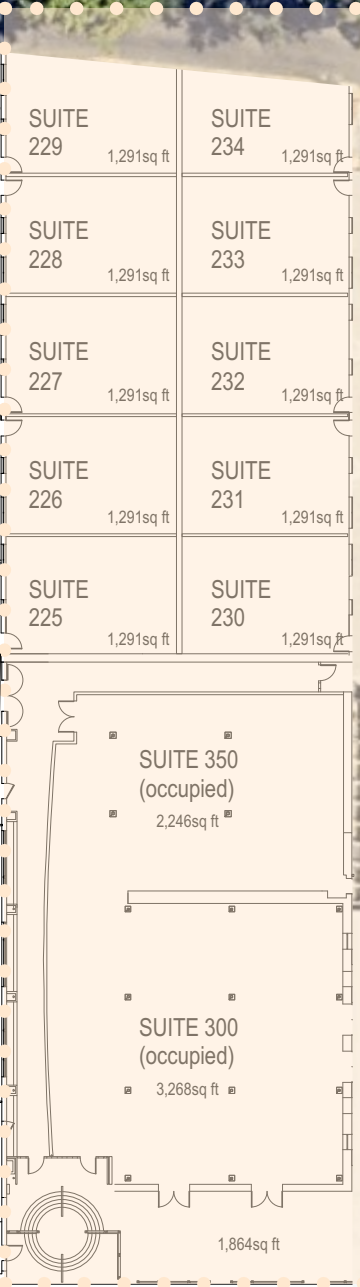 SUITE
229
1,291sq ft
SUITE
234
1,291sq ft
SUITE
228
1,291sq ft
SUITE
233
1,291sq ft
SUITE
227
1,291sq ft
SUITE
232
1,291sq ft
SUITE
226
1,291sq ft
SUITE
231
1,291sq ft
SUITE
225
1,291sq ft
SUITE
230
1,291sq ft
SUITE 350
(occupied)
2,246sq ft
SUITE 300
(occupied)
3,268sq ft
1,864sq ft